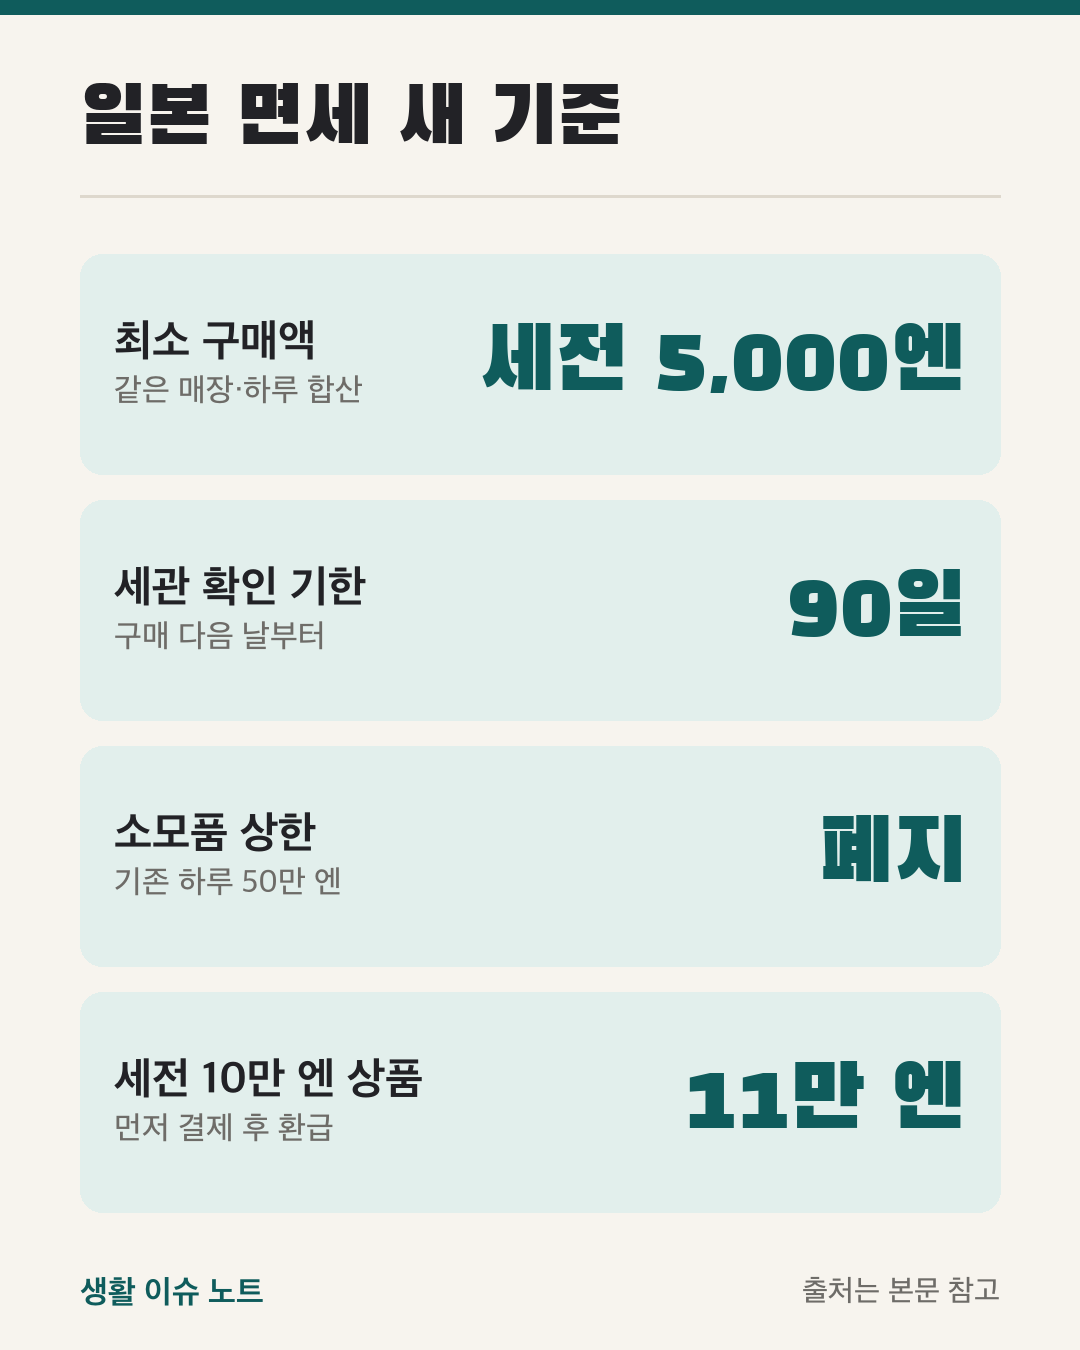 일본 면세 새 기준
최소 구매액
같은 매장·하루 합산
세전 5,000엔
세관 확인 기한
구매 다음 날부터
90일
소모품 상한
기존 하루 50만 엔
폐지
세전 10만 엔 상품
먼저 결제 후 환급
11만 엔
생활 이슈 노트
출처는 본문 참고